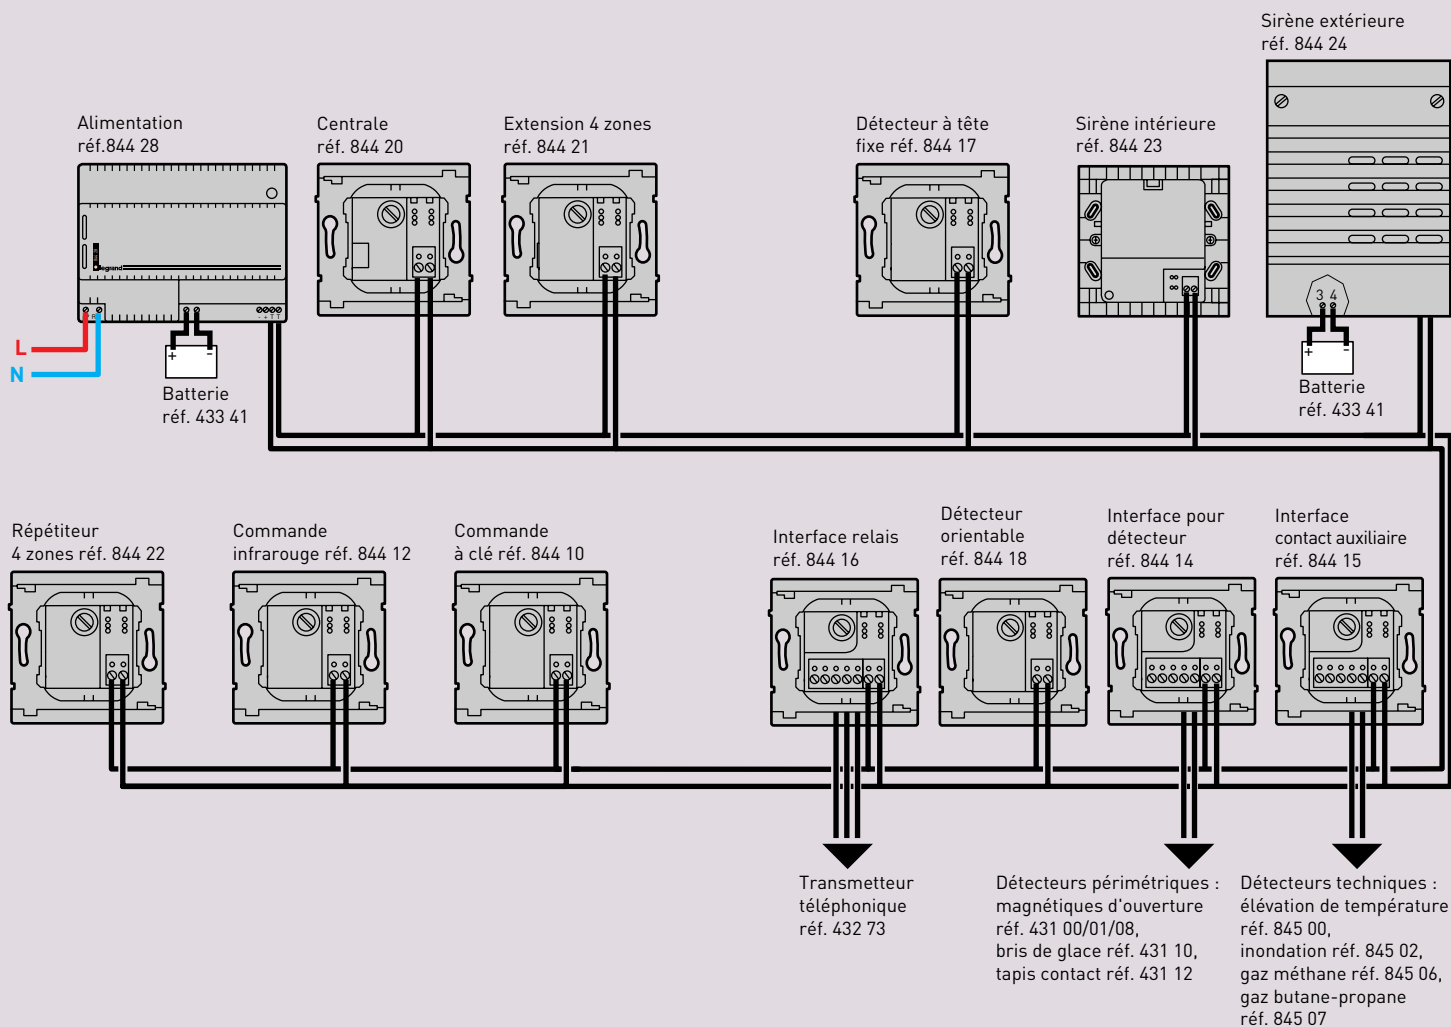 Sirène extérieure
réf. 844 24
Alimentation
réf.844 28
Centrale
réf. 844 20
Extension 4 zones
réf. 844 21
Détecteur à tête
fixe réf. 844 17
Sirène intérieure
réf. 844 23
legrand
- + T T
3 4
L
N
+ -
Batterie
réf. 433 41
+ -
Batterie
réf. 433 41
Répétiteur
4 zones réf. 844 22
Commande
infrarouge réf. 844 12
Commande
à clé réf. 844 10
Interface relais
réf. 844 16
Détecteur
orientable
réf. 844 18
Interface pour
détecteur
réf. 844 14
Interface
contact auxiliaire
réf. 844 15
Transmetteur
téléphonique
réf. 432 73
Détecteurs périmétriques :
magnétiques d'ouverture
réf. 431 00/01/08,
bris de glace réf. 431 10,
tapis contact réf. 431 12
Détecteurs techniques :
élévation de température
réf. 845 00,
inondation réf. 845 02,
gaz méthane réf. 845 06,
gaz butane-propane
réf. 845 07